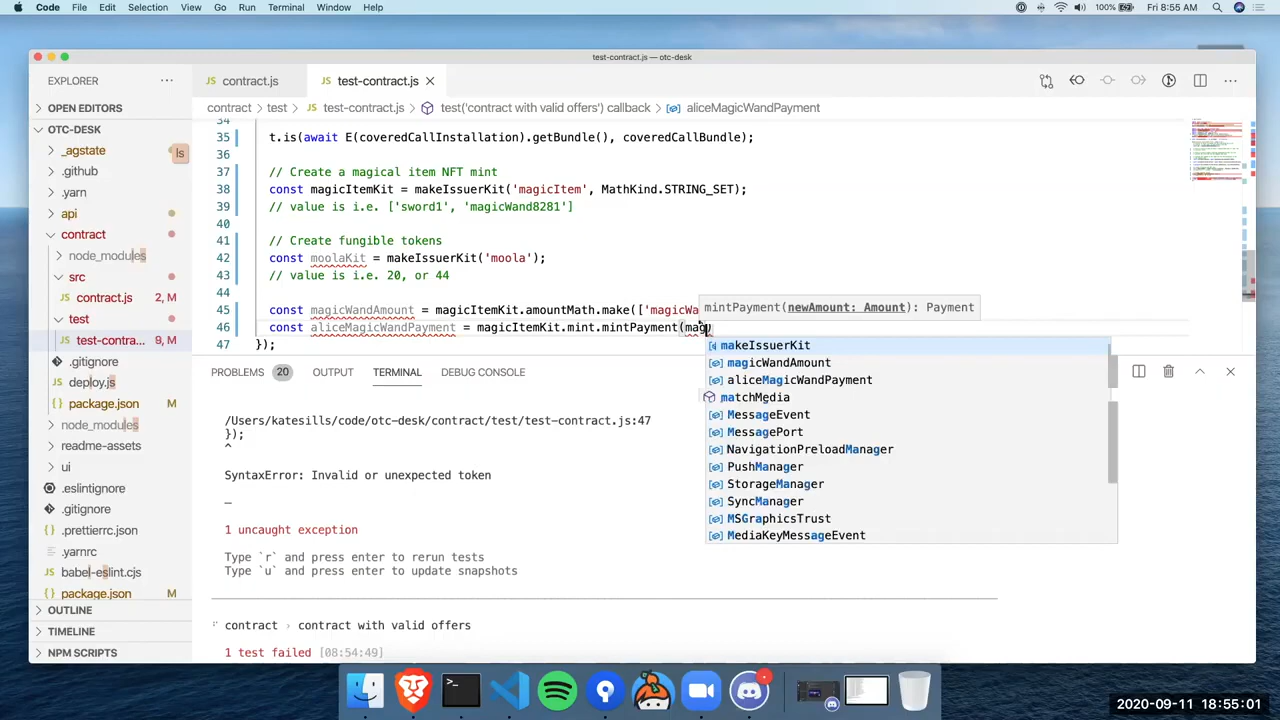 Code File Edit Selection View Go Run Terminal Window Help 100% Fri 8:55 AM
test-contract.js — otc-desk
EXPLORER ··· JS contract.js JS test-contract.js
OPEN EDITORS
OTC-DESK
.agstate
is
.github
.yarn
api
contract
node_modules
src
JS contract.js 2, M
test
JS test-contra... 9, M
.gitignore
JS deploy.js
{ } package.json M
node_modules
readme-assets
ui
.eslintignore
.gitignore
{ } .prettierrc.json
.yarnrc
JS babel-eslint.cjs
{ } package.json M
OUTLINE
TIMELINE
NPM SCRIPTS
contract › test › JS test-contract.js › test('contract with valid offers') callback › aliceMagicWandPayment
34
35 t.is(await E(coveredCallInstallation).getBundle(), coveredCallBundle);
36
37 // Create a magical item NFT mint
38 const magicItemKit = makeIssuerKit('magicItem', MathKind.STRING_SET);
39 // value is i.e. ['sword1', 'magicWand8281']
40
41 // Create fungible tokens
42 const moolaKit = makeIssuerKit('moola');
43 // value is i.e. 20, or 44
44
45 const magicWandAmount = magicItemKit.amountMath.make(['magicWa
mintPayment(newAmount: Amount): Payment
46 const aliceMagicWandPayment = magicItemKit.mint.mintPayment(mag
47 });
makeIssuerKit
magicWandAmount
aliceMagicWandPayment
matchMedia
MessageEvent
MessagePort
NavigationPreloadManager
PushManager
StorageManager
SyncManager
MSGraphicsTrust
MediaKeyMessageEvent
PROBLEMS 20 OUTPUT TERMINAL DEBUG CONSOLE
/Users/katesills/code/otc-desk/contract/test/test-contract.js:47
});
^
SyntaxError: Invalid or unexpected token
—
1 uncaught exception
Type `r` and press enter to rerun tests
Type `u` and press enter to update snapshots
contract › contract with valid offers
1 test failed [08:54:49]
2020-09-11 18:55:01